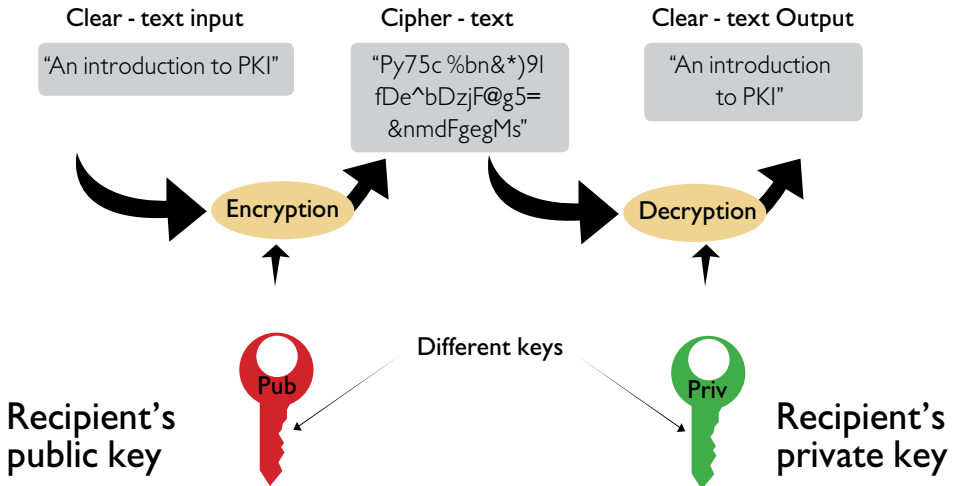 Clear - text input
Cipher - text
Clear - text Output
“An introduction to PKI”
“Py75c %bn&*)9l
fDe^bDzjF@g5=
&nmdFgegMs”
“An introduction
to PKI”
Encryption
Decryption
Different keys
Pub
Priv
Recipient’s
public key
Recipient’s
private key